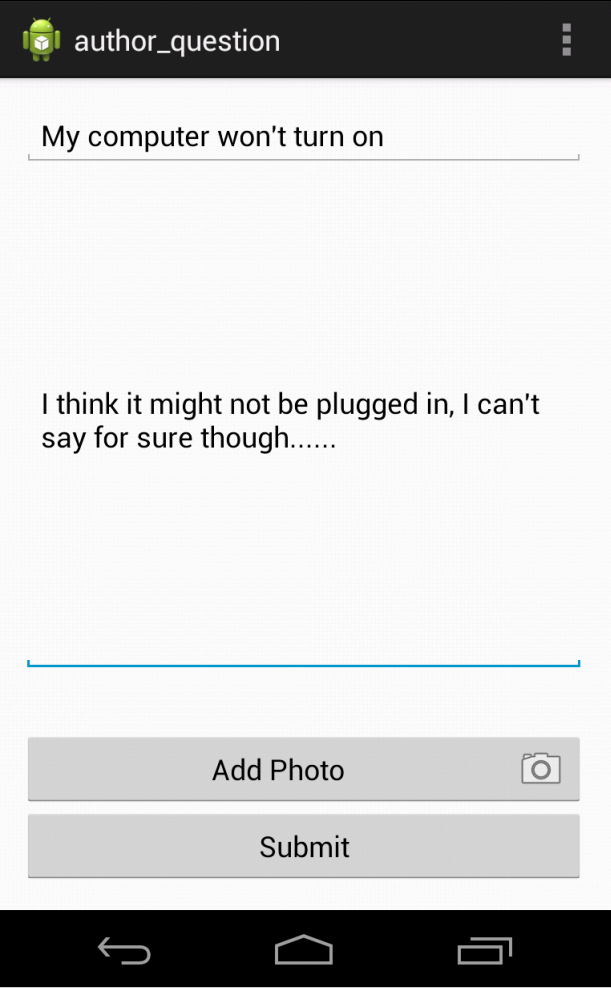 author_question
My computer won't turn on
I think it might not be plugged in, I can't
say for sure though......
Add Photo
Submit